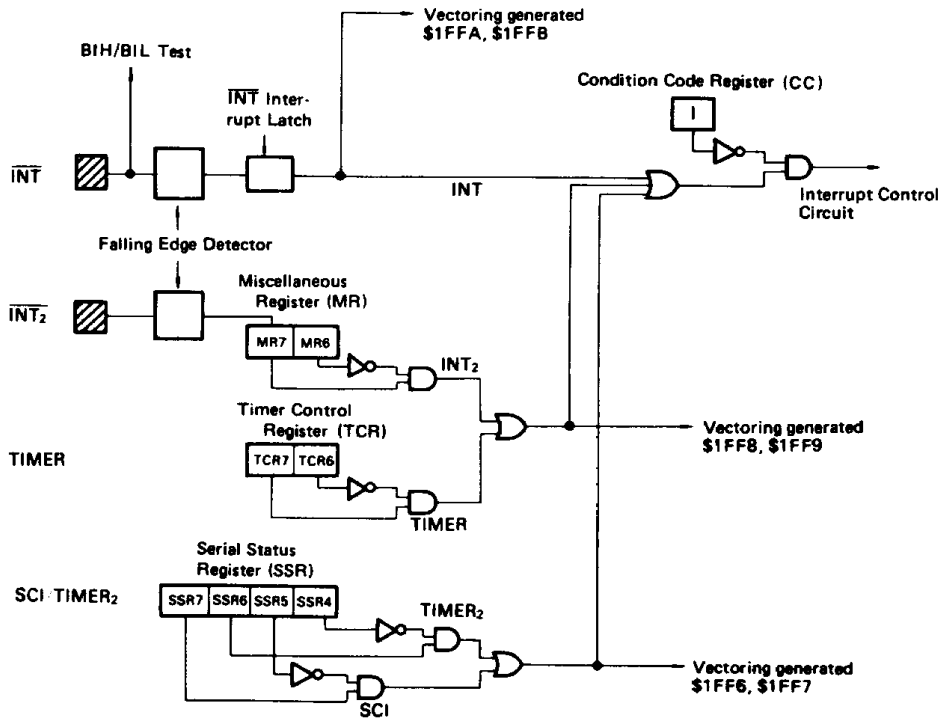 Vectoring generated
$1FFA, $1FFB
BIH/BIL Test
Condition Code Register (CC)
INT Inter-
rupt Latch
I
INT
INT
Interrupt Control
Circuit
Falling Edge Detector
Miscellaneous
Register (MR)
INT₂
MR7 MR6
INT₂
Timer Control
Register (TCR)
Vectoring generated
$1FF8, $1FF9
TIMER
TCR7 TCR6
TIMER
Serial Status
Register (SSR)
SCI TIMER₂
SSR7 SSR6 SSR5 SSR4
TIMER₂
Vectoring generated
$1FF6, $1FF7
SCI